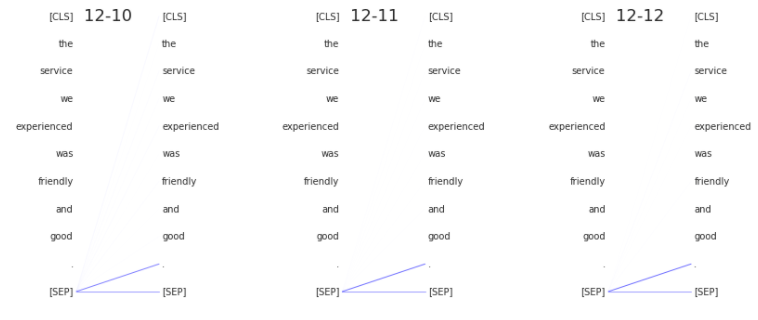 [CLS] 12-10 [CLS] [CLS] 12-11 [CLS] [CLS] 12-12 [CLS]
the the the the the the
service service service service service service
we we we we we we
experienced experienced experienced experienced experienced experienced
was was was was was was
friendly friendly friendly friendly friendly friendly
and and and and and and
good good good good good good
. . . . . .
[SEP] [SEP] [SEP] [SEP] [SEP] [SEP]